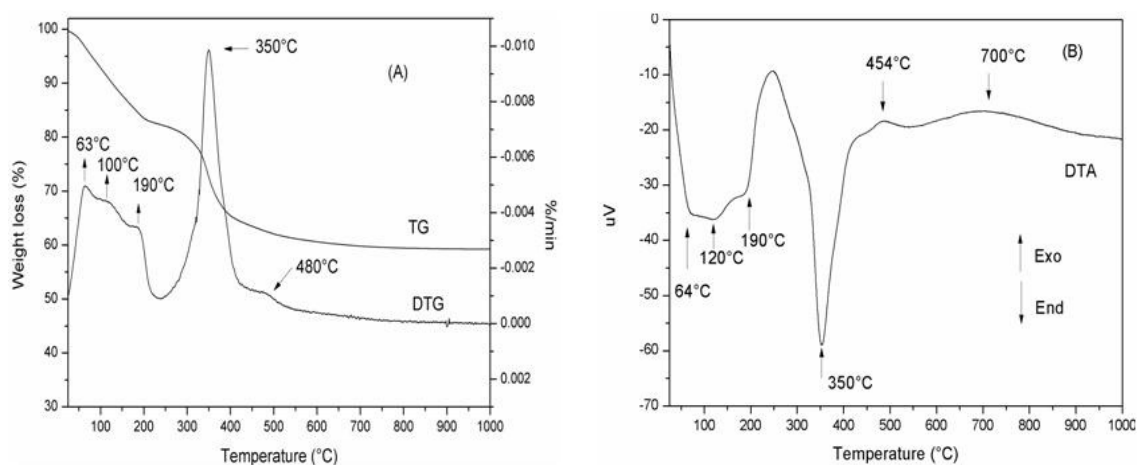 100
90
80
70
60
50
40
30
Weight loss (%)
63°C
100°C
190°C
350°C
(A)
TG
480°C
DTG
-0.010
-0.008
-0.006
-0.004
-0.002
0.000
0.002
%/min
100 200 300 400 500 600 700 800 900 1000
Temperature (°C)
0
-10
-20
-30
-40
-50
-60
-70
uV
454°C
700°C
(B)
DTA
190°C
120°C
64°C
Exo
End
350°C
100 200 300 400 500 600 700 800 900 1000
Temperature (°C)